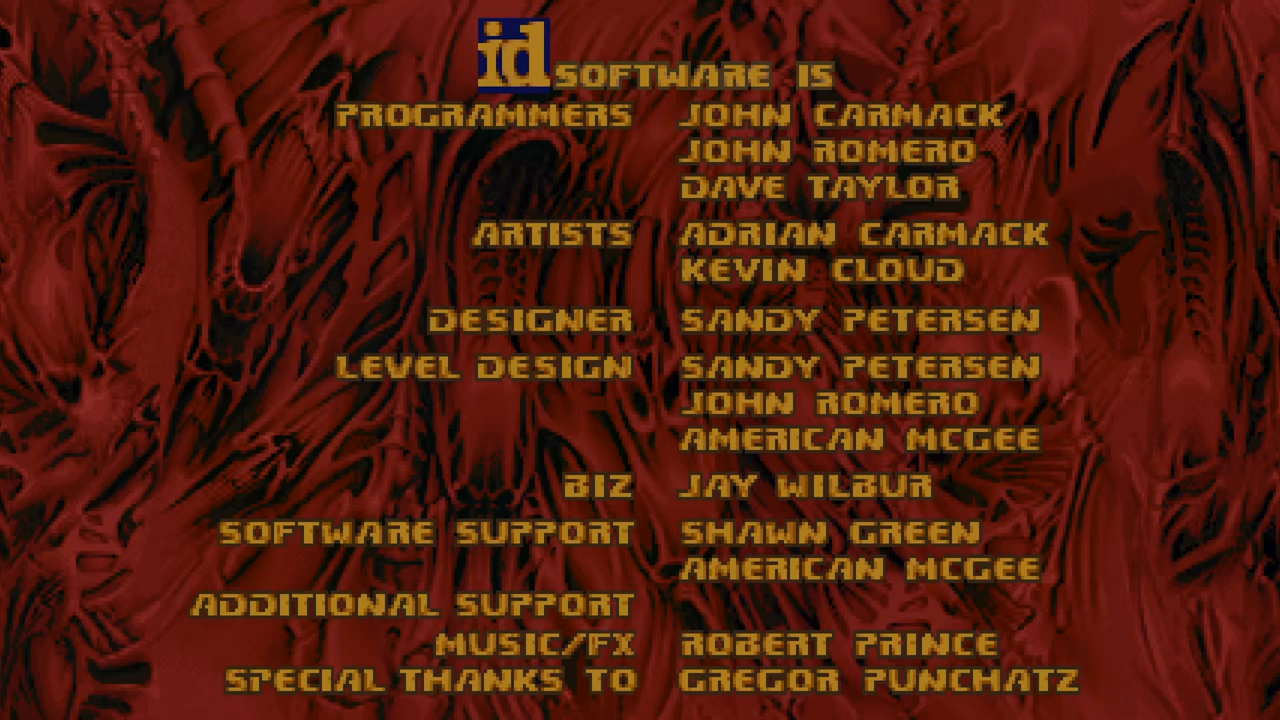 id SOFTWARE IS
PROGRAMMERS JOHN CARMACK
JOHN ROMERO
DAVE TAYLOR
ARTISTS ADRIAN CARMACK
KEVIN CLOUD
DESIGNER SANDY PETERSEN
LEVEL DESIGN SANDY PETERSEN
JOHN ROMERO
AMERICAN MCGEE
BIZ JAY WILBUR
SOFTWARE SUPPORT SHAWN GREEN
AMERICAN MCGEE
ADDITIONAL SUPPORT
MUSIC/FX ROBERT PRINCE
SPECIAL THANKS TO GREGOR PUNCHATZ